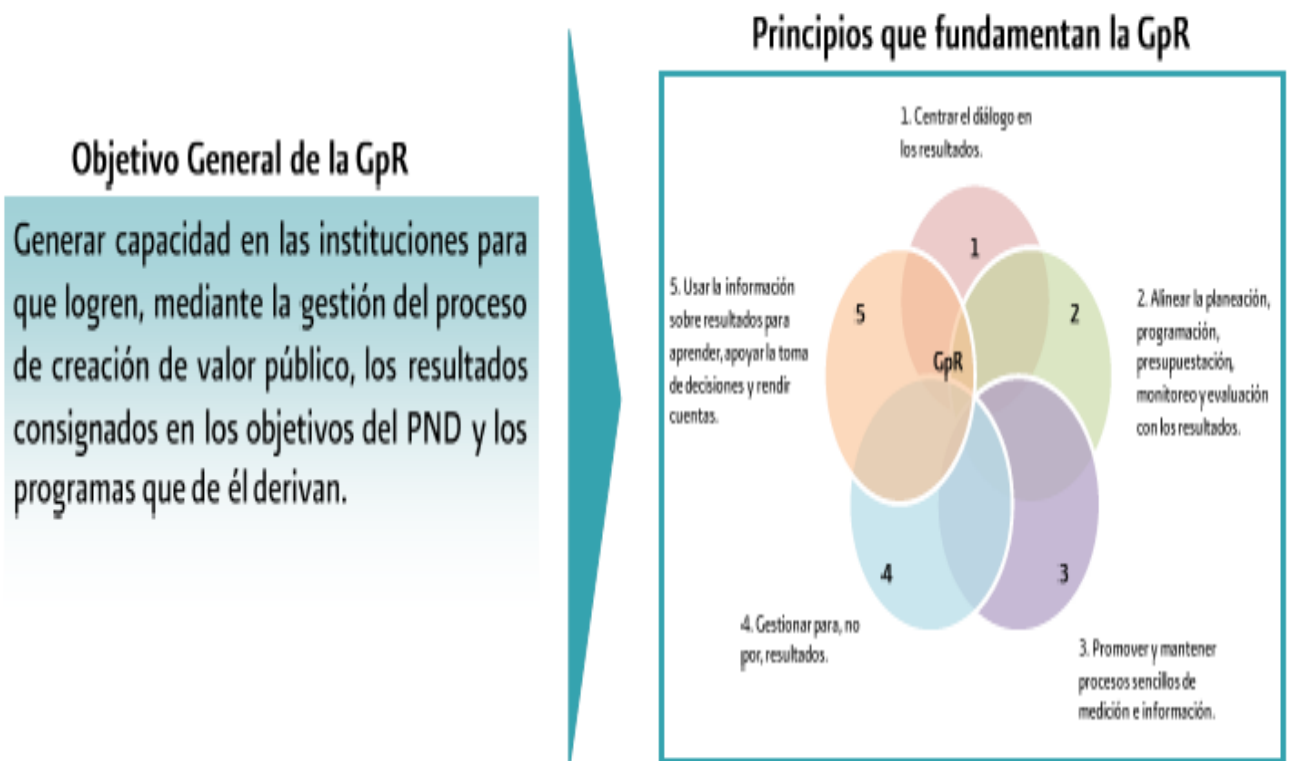 Objetivo General de la GpR
Generar capacidad en las instituciones para
que logren, mediante la gestión del proceso
de creación de valor público, los resultados
consignados en los objetivos del PND y los
programas que de él derivan.
Principios que fundamentan la GpR
1. Centrar el diálogo en
los resultados.
1
2. Alinear la planeación,
programación,
presupuestación,
monitoreo y evaluación
con los resultados.
2
3. Promover y mantener
procesos sencillos de
medición e información.
3
4. Gestionar para, no
por, resultados.
4
5. Usar la información
sobre resultados para
aprender, apoyar la toma
de decisiones y rendir
cuentas.
5
GpR